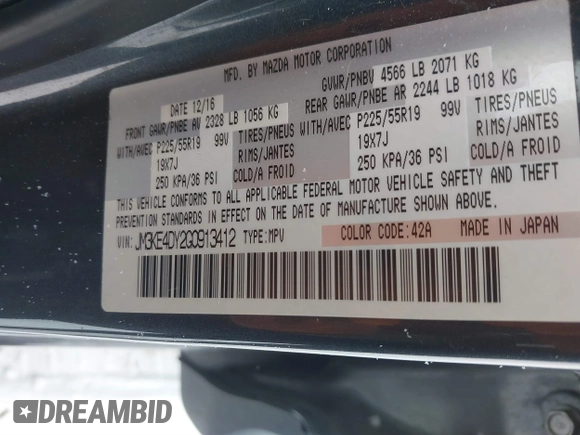 MFD. BY MAZDA MOTOR CORPORATION
DATE 12/16 GVWR/PNBV 4566 LB 2071 KG
FRONT GAWR/PNBE AV 2328 LB 1056 KG REAR GAWR/PNBE AR 2244 LB 1018 KG
WITH/AVEC P225/55R19 99V TIRES/PNEUS WITH/AVEC P225/55R19 99V TIRES/PNEUS
19X7J RIMS/JANTES 19X7J RIMS/JANTES
250 KPA/36 PSI COLD/A FROID 250 KPA/36 PSI COLD/A FROID
THIS VEHICLE CONFORMS TO ALL APPLICABLE FEDERAL MOTOR VEHICLE SAFETY AND THEFT
PREVENTION STANDARDS IN EFFECT ON THE DATE OF MANUFACTURE SHOWN ABOVE.
VIN: JM3KE4DY2G0913412 TYPE:MPV COLOR CODE:42A MADE IN JAPAN
DREAMBID